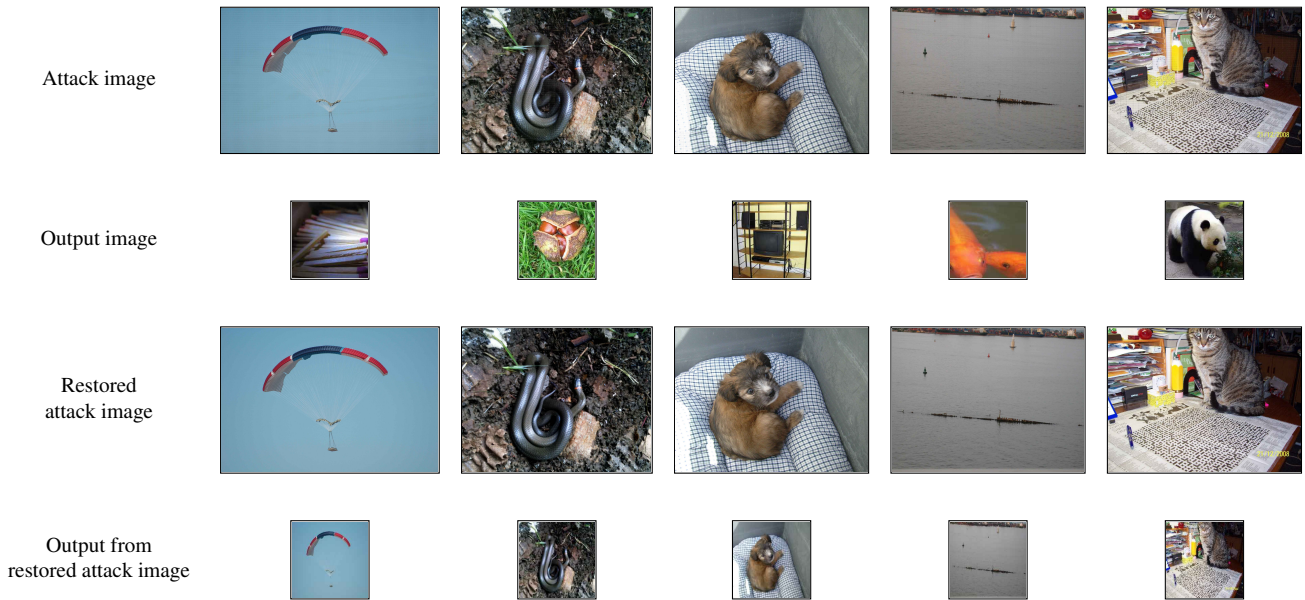 Attack image
Output image
Restored
attack image
Output from
restored attack image